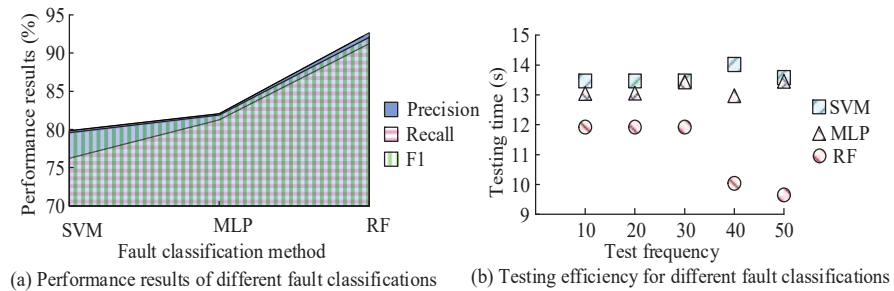 95
90
85
80
75
70
Performance results (%)
SVM
MLP
RF
Fault classification method
Precision
Recall
F1
(a) Performance results of different fault classifications
15
14
13
12
11
10
9
Testing time (s)
10
20
30
40
50
Test frequency
SVM
MLP
RF
(b) Testing efficiency for different fault classifications